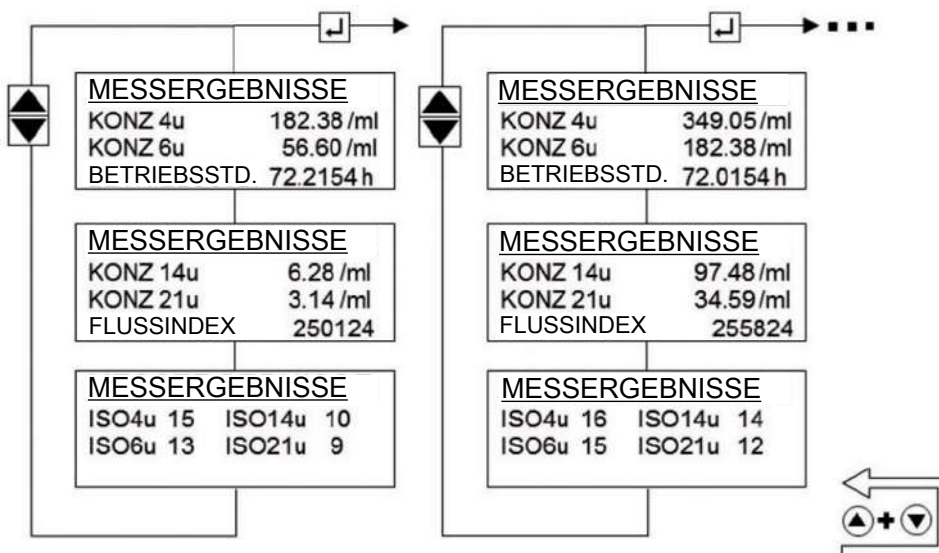 MESSERGEBNISSE
KONZ 4u 182.38 /ml
KONZ 6u 56.60 /ml
BETRIEBSSTD. 72.2154 h
MESSERGEBNISSE
KONZ 14u 6.28 /ml
KONZ 21u 3.14 /ml
FLUSSINDEX 250124
MESSERGEBNISSE
ISO4u 15 ISO14u 10
ISO6u 13 ISO21u 9
MESSERGEBNISSE
KONZ 4u 349.05 /ml
KONZ 6u 182.38 /ml
BETRIEBSSTD. 72.0154 h
MESSERGEBNISSE
KONZ 14u 97.48 /ml
KONZ 21u 34.59 /ml
FLUSSINDEX 255824
MESSERGEBNISSE
ISO4u 16 ISO14u 14
ISO6u 15 ISO21u 12